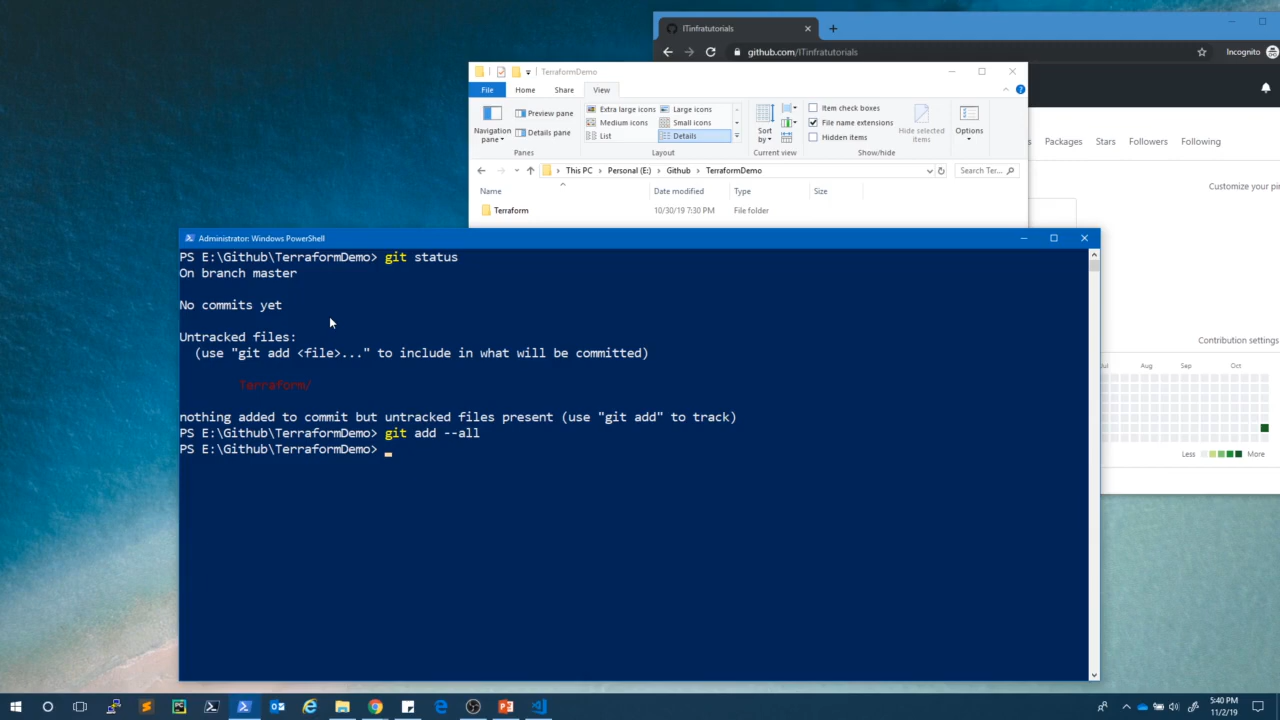 ITinfratutorials
github.com/ITinfratutorials
Incognito
TerraformDemo
File Home Share View
Preview pane
Details pane
Navigation pane
Panes
Extra large icons Large icons
Medium icons Small icons
List Details
Layout
Sort by
Current view
Item check boxes
File name extensions
Hidden items
Hide selected items
Show/hide
Options
This PC Personal (E:) Github TerraformDemo
Search Ter...
Name Date modified Type Size
Terraform 10/30/19 7:30 PM File folder
s Packages Stars Followers Following
Customize your pi
Contribution settings
Jul Aug Sep Oct
Less More
Administrator: Windows PowerShell
PS E:\Github\TerraformDemo> git status
On branch master
No commits yet
Untracked files:
(use "git add <file>..." to include in what will be committed)
Terraform/
nothing added to commit but untracked files present (use "git add" to track)
PS E:\Github\TerraformDemo> git add --all
PS E:\Github\TerraformDemo>
5:40 PM
11/2/19